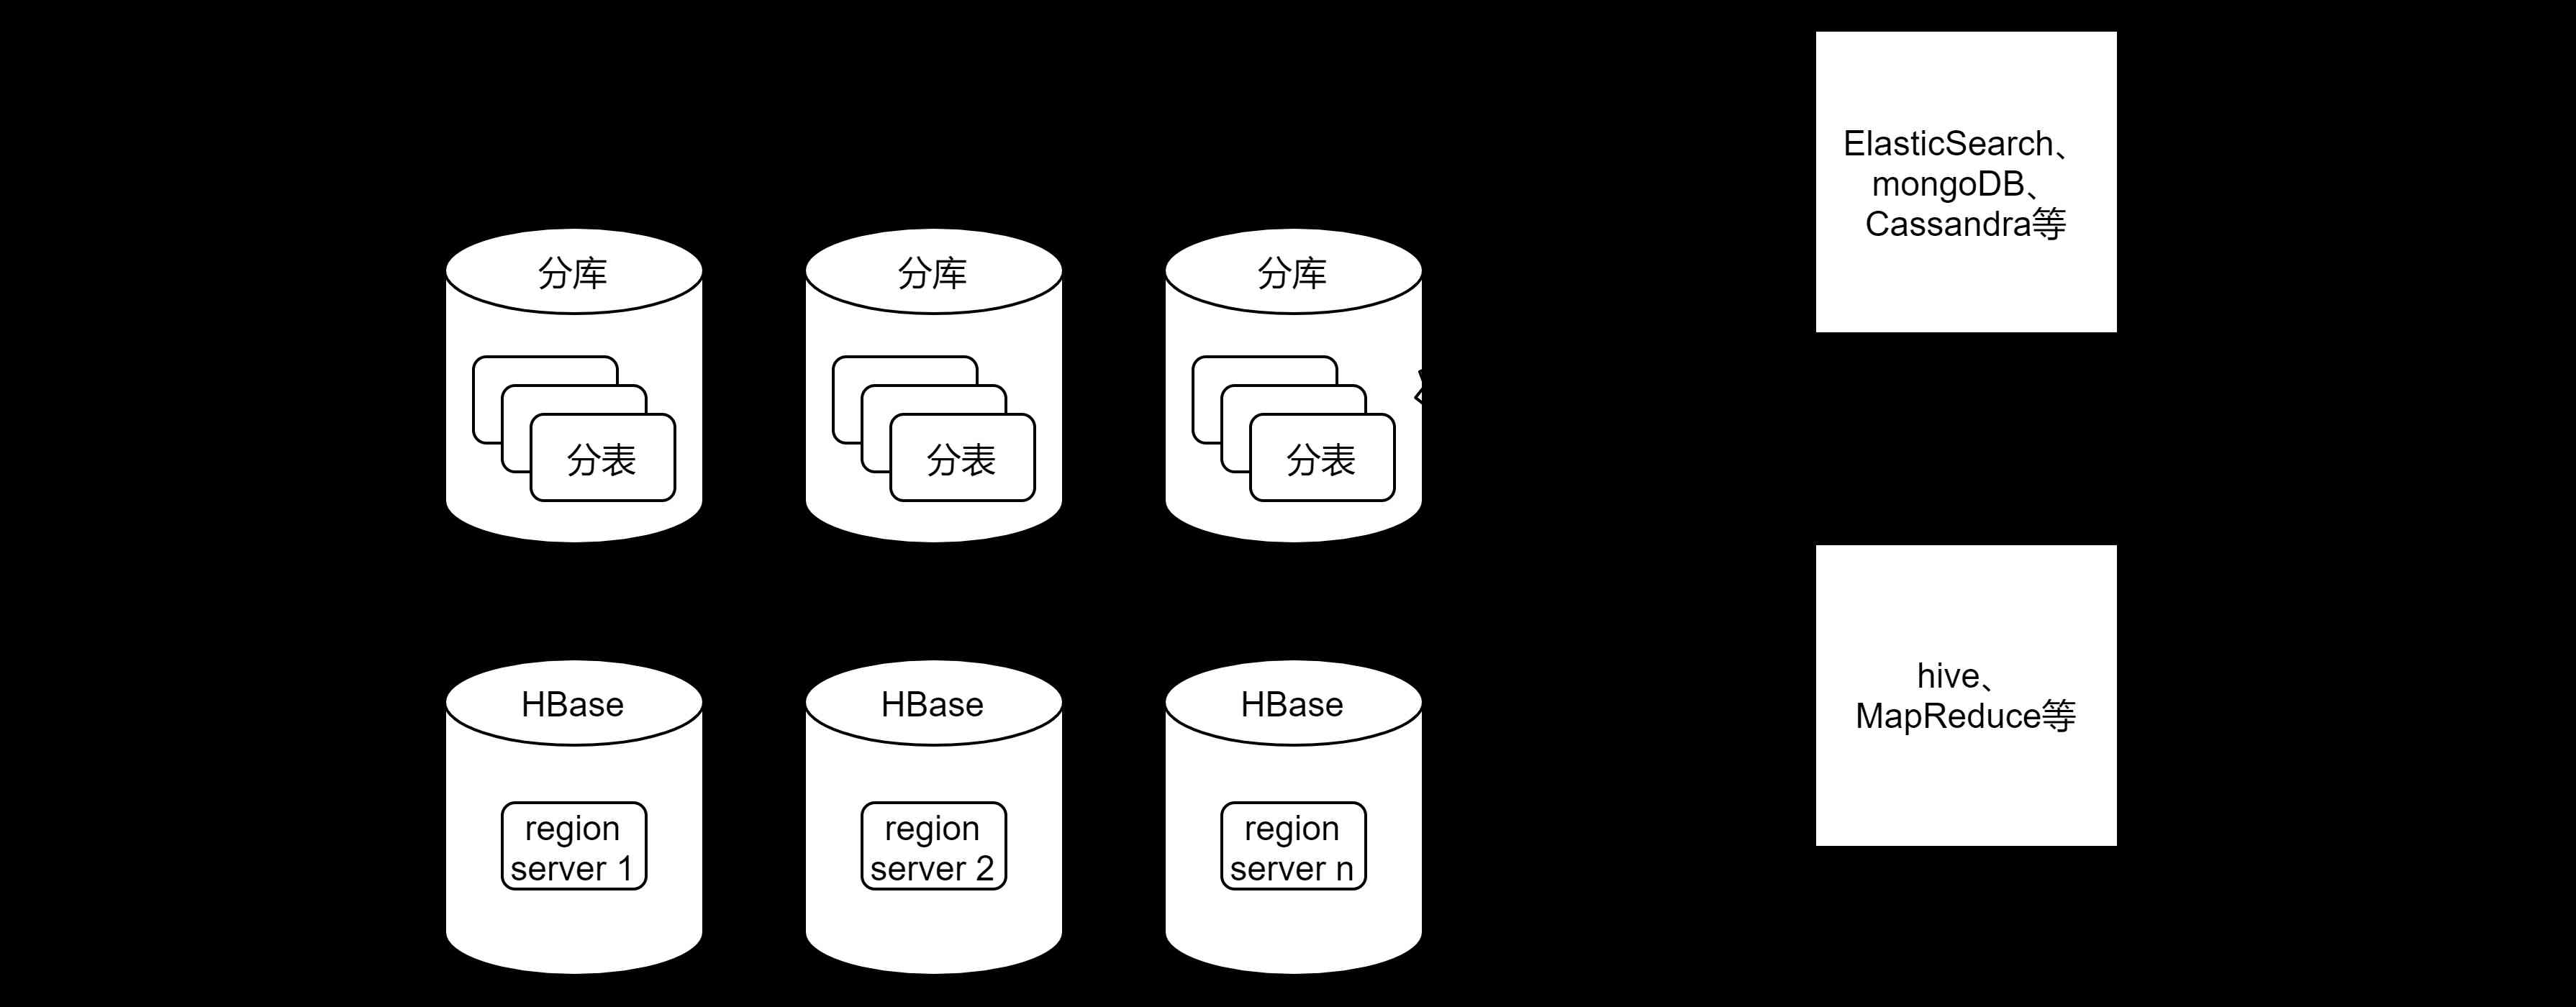 ElasticSearch、
mongoDB、
Cassandra等
分库
分库
分库
分表
分表
分表
HBase
HBase
HBase
hive、
MapReduce等
region
server 1
region
server 2
region
server n